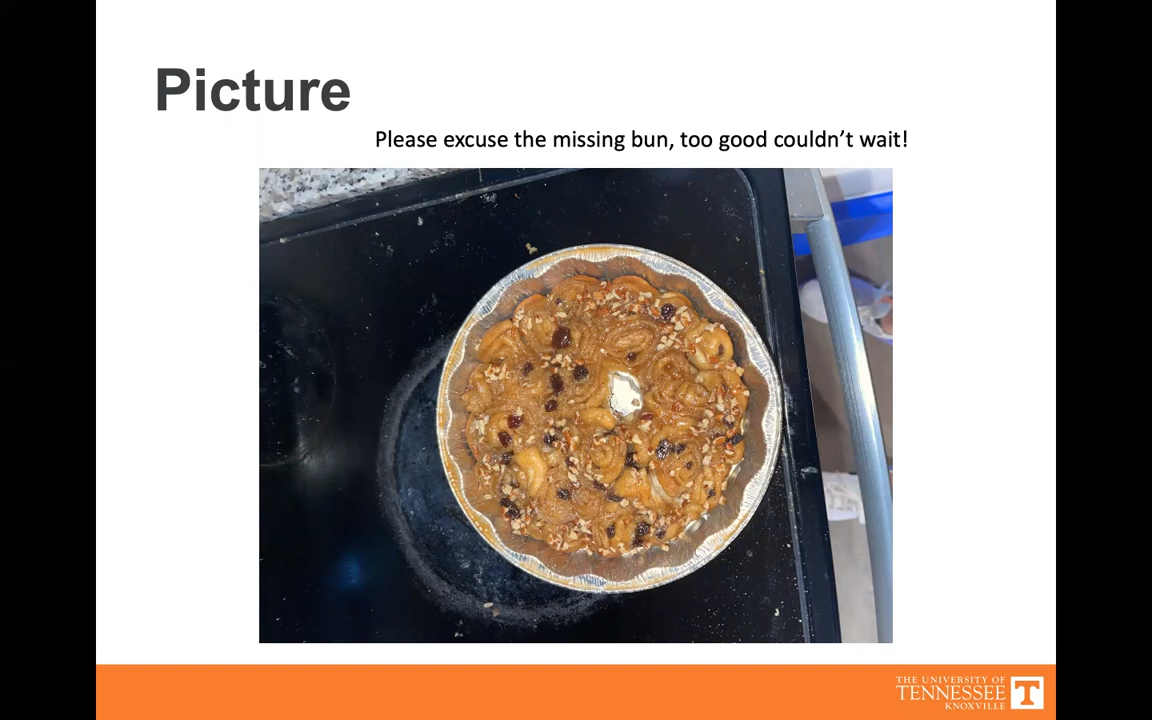 Picture
Please excuse the missing bun, too good couldn’t wait!
THE UNIVERSITY OF
TENNESSEE
KNOXVILLE
T